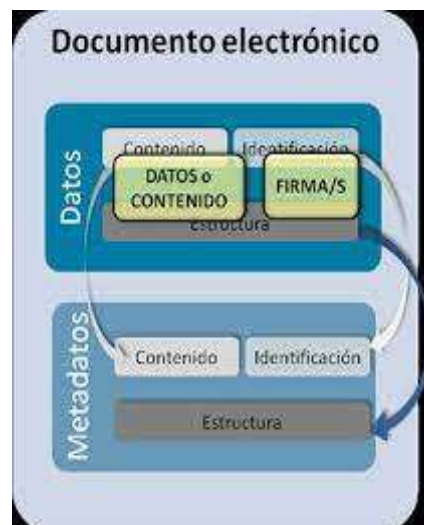 Documento electrónico
Datos
Contenido
Identificación
DATOS o
CONTENIDO
FIRMA/S
Estructura
Metadatos
Contenido
Identificación
Estructura